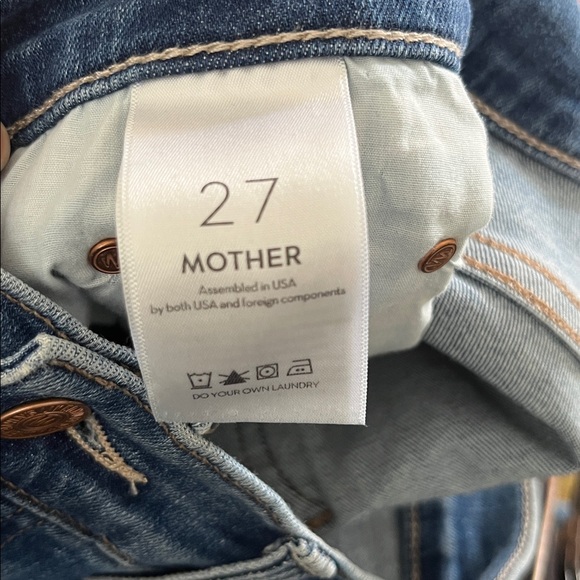 27
MOTHER
Assembled in USA
by both USA and foreign components
DO YOUR OWN LAUNDRY